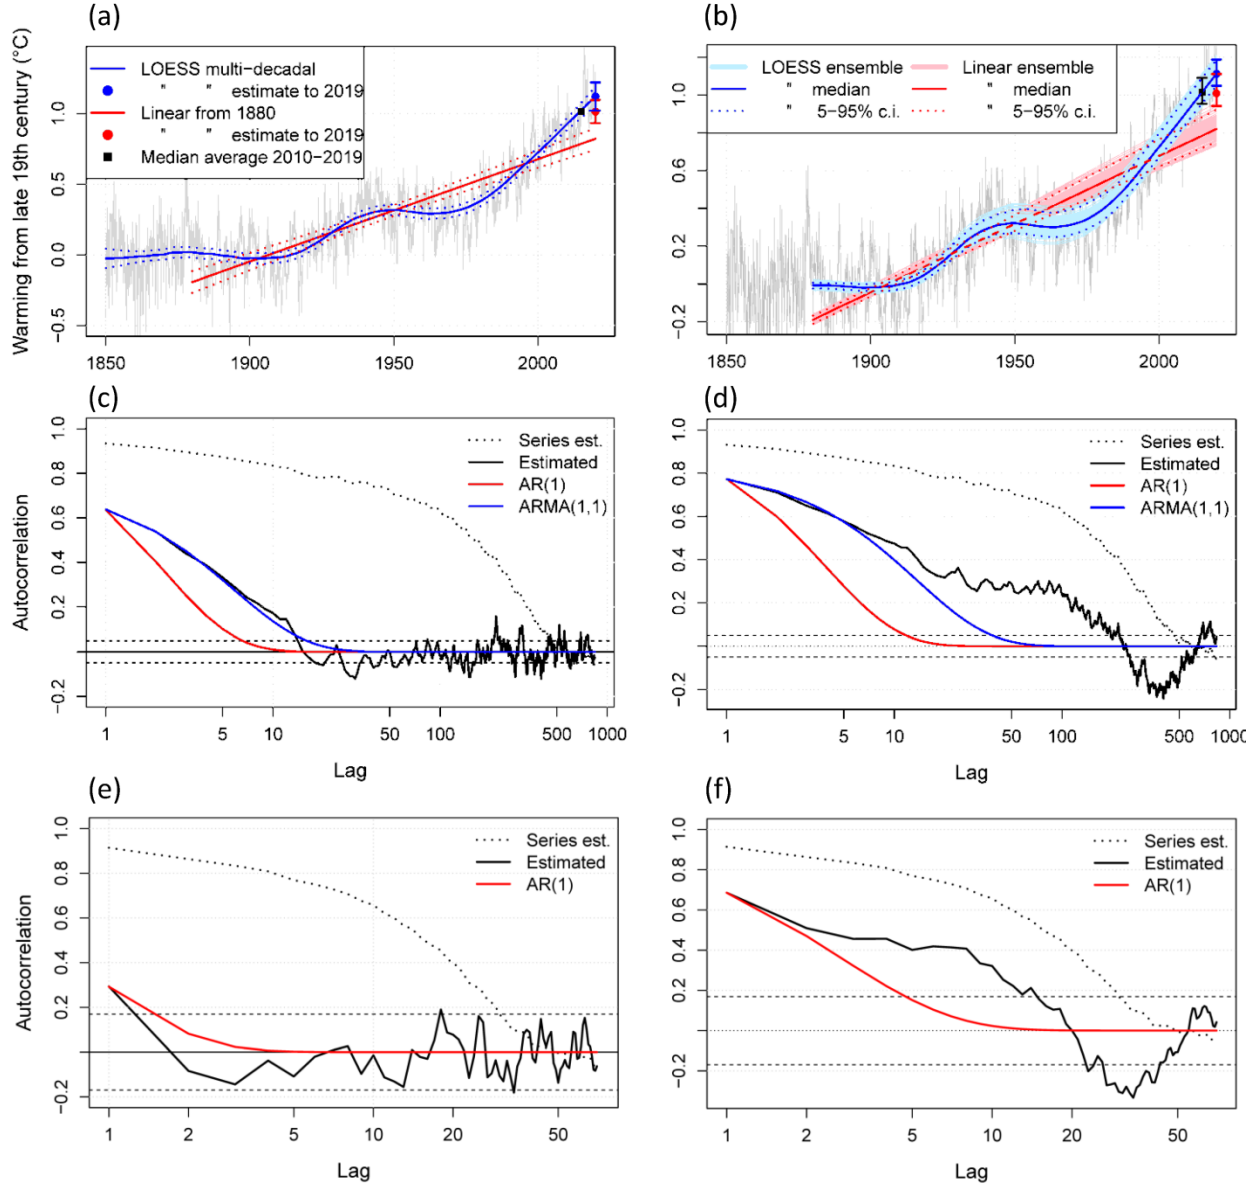 (a)
(b)
Warming from late 19th century (°C)
LOESS multi−decadal
" " estimate to 2019
Linear from 1880
" " estimate to 2019
Median average 2010−2019
1.0
0.5
0.0
−0.5
1850 1900 1950 2000
LOESS ensemble Linear ensemble
" median " median
" 5−95% c.i. " 5−95% c.i.
1.0
0.6
0.2
−0.2
1850 1900 1950 2000
(c)
(d)
Autocorrelation
1.0
0.8
0.6
0.4
0.2
−0.2
Series est.
Estimated
AR(1)
ARMA(1,1)
1 5 10 50 100 500 1000
Lag
1.0
0.8
0.6
0.4
0.2
−0.2
Series est.
Estimated
AR(1)
ARMA(1,1)
1 5 10 50 100 500 1000
Lag
(e)
(f)
Autocorrelation
1.0
0.8
0.6
0.4
0.2
−0.2
Series est.
Estimated
AR(1)
1 2 5 10 20 50
Lag
1.0
0.8
0.6
0.4
0.2
−0.2
Series est.
Estimated
AR(1)
1 2 5 10 20 50
Lag